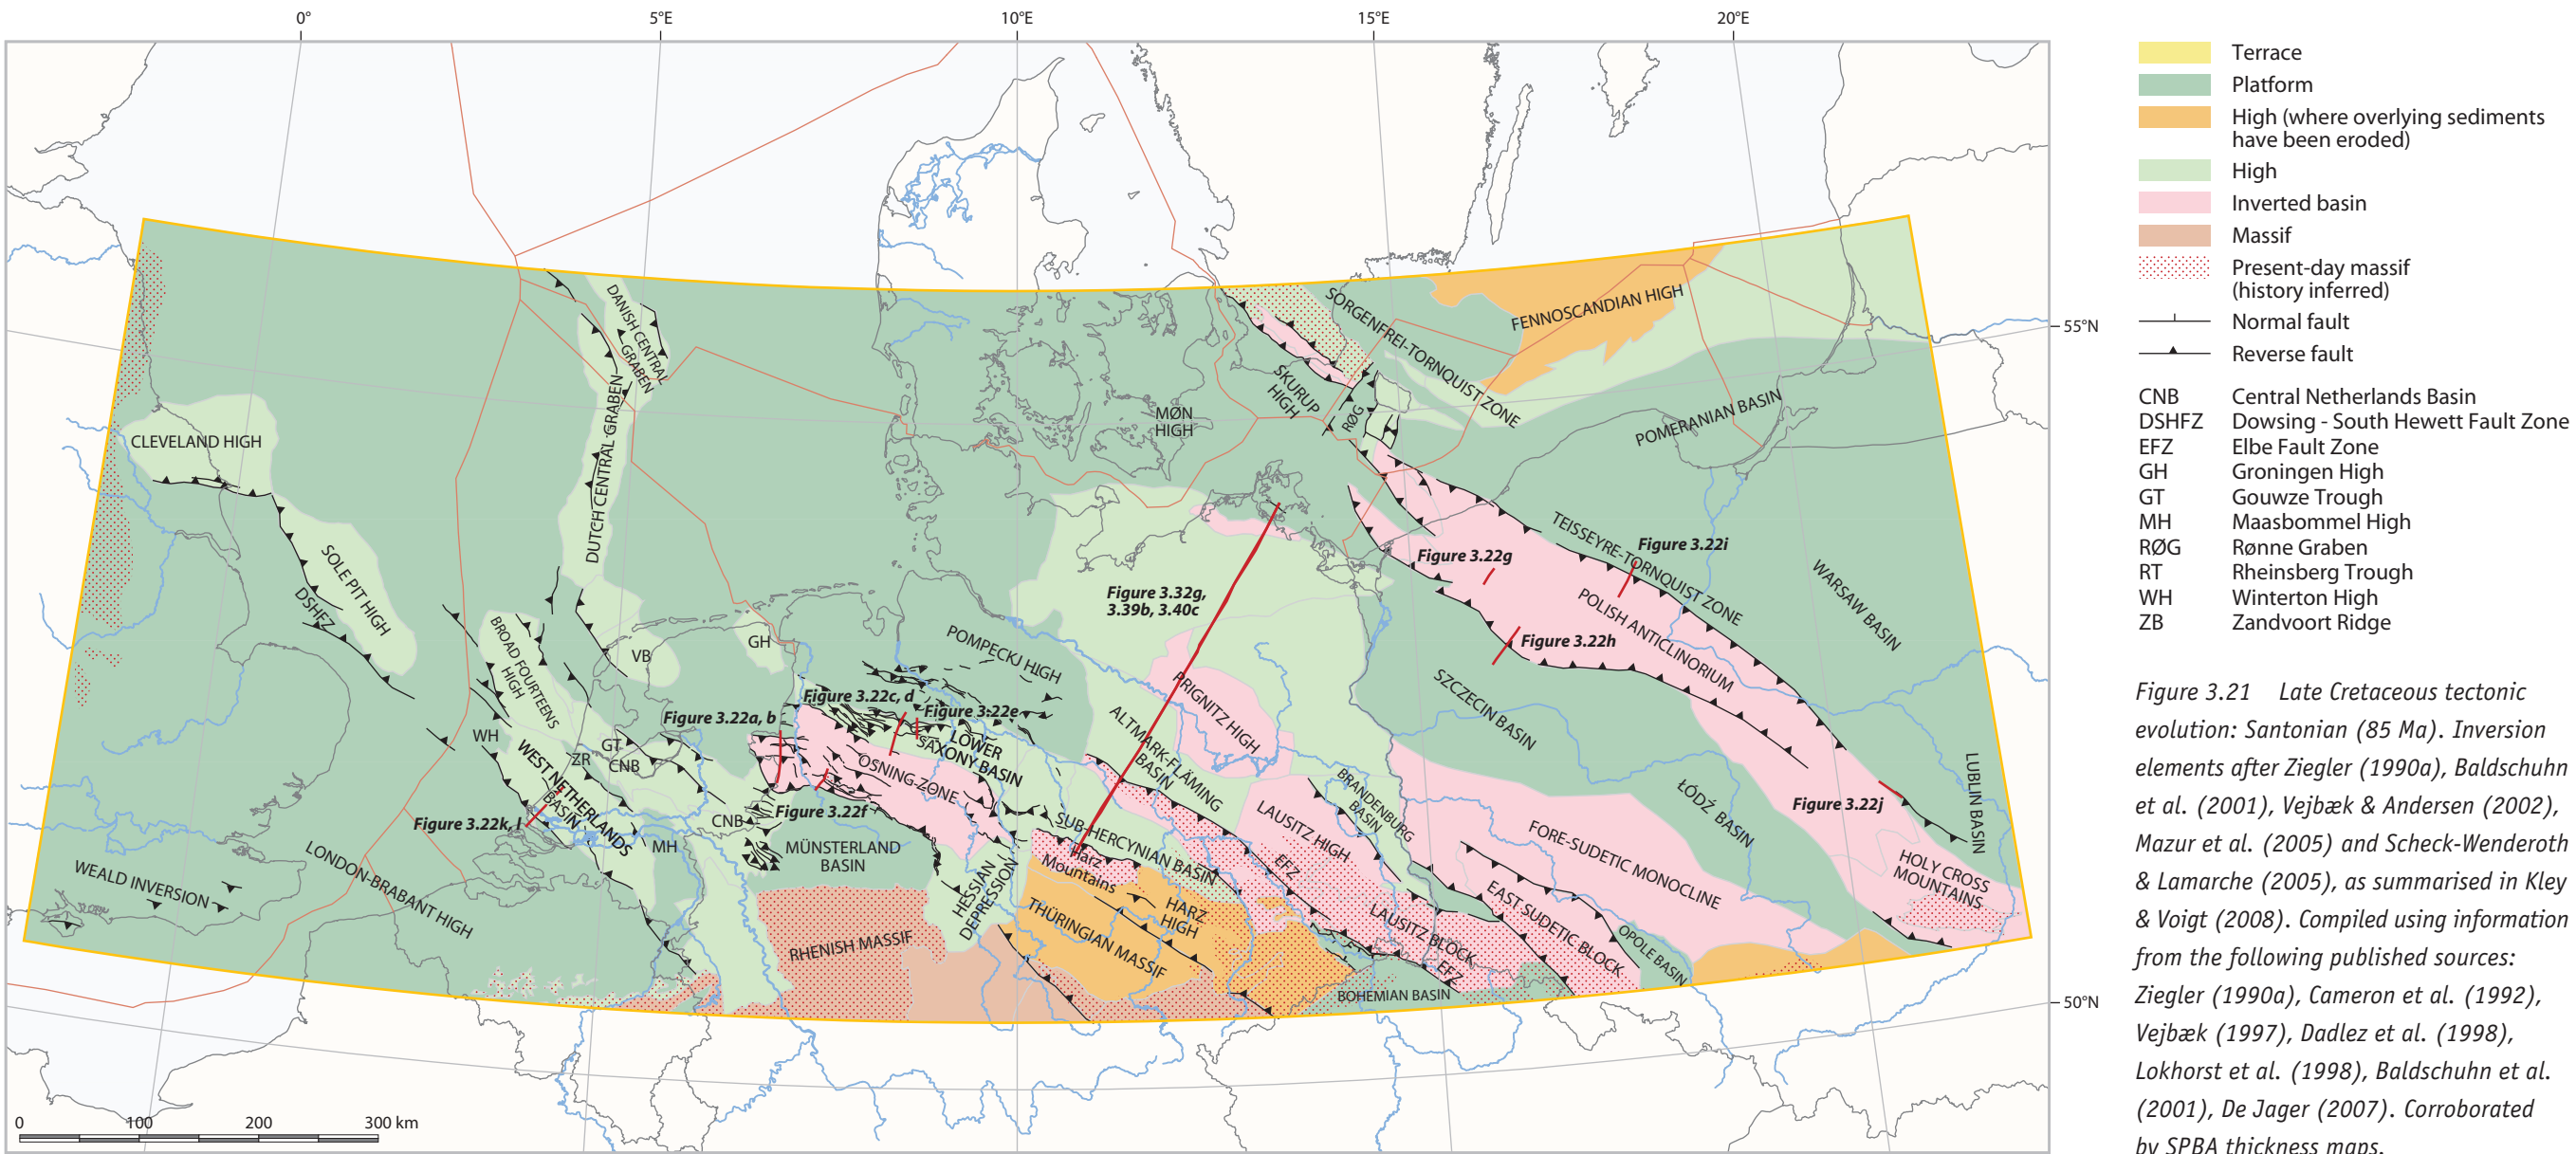 0°
5°E
10°E
15°E
20°E
55°N
50°N
DANISH CENTRAL
GRABEN
SORGENFREI-TORNQUIST ZONE
FENNOSCANDIAN HIGH
SKURUP
HIGH
RØG
MØN
HIGH
POMERANIAN BASIN
CLEVELAND HIGH
DUTCH CENTRAL GRABEN
SOLE PIT HIGH
DSHFZ
TEISSEYRE-TORNQUIST ZONE
Figure 3.22g
Figure 3.22i
WARSAW BASIN
Figure 3.32g,
3.39b, 3.40c
POLISH ANTICLINORIUM
Figure 3.22h
BROAD FOURTEENS
HIGH
VB
GH
POMPECKJ HIGH
PRIGNITZ HIGH
SZCZECIN BASIN
Figure 3.22c, d
Figure 3.22e
Figure 3.22a, b
LOWER
SAXONY BASIN
ALTMARK-FLÄMING
BASIN
WH
ZR
GT
CNB
WEST NETHERLANDS
BASIN
OSNING-ZONE
BRANDENBURG
BASIN
ŁÓDŹ BASIN
LUBLIN BASIN
Figure 3.22j
Figure 3.22k, l
Figure 3.22f
CNB
MH
MÜNSTERLAND
BASIN
SUB-HERCYNIAN BASIN
LAUSITZ HIGH
FORE-SUDETIC MONOCLINE
HOLY CROSS
MOUNTAINS
WEALD INVERSION
LONDON-BRABANT HIGH
HESSIAN
DEPRESSION
Harz
Mountains
EFZ
HARZ
HIGH
THÜRINGIAN MASSIF
RHENISH MASSIF
LAUSITZ BLOCK
EAST SUDETIC BLOCK
OPOLE BASIN
EFZ
BOHEMIAN BASIN
0 100 200 300 km
Terrace
Platform
High (where overlying sediments
have been eroded)
High
Inverted basin
Massif
Present-day massif
(history inferred)
Normal fault
Reverse fault
CNB Central Netherlands Basin
DSHFZ Dowsing - South Hewett Fault Zone
EFZ Elbe Fault Zone
GH Groningen High
GT Gouwze Trough
MH Maasbommel High
RØG Rønne Graben
RT Rheinsberg Trough
WH Winterton High
ZB Zandvoort Ridge
Figure 3.21 Late Cretaceous tectonic
evolution: Santonian (85 Ma). Inversion
elements after Ziegler (1990a), Baldschuhn
et al. (2001), Vejbæk & Andersen (2002),
Mazur et al. (2005) and Scheck-Wenderoth
& Lamarche (2005), as summarised in Kley
& Voigt (2008). Compiled using information
from the following published sources:
Ziegler (1990a), Cameron et al. (1992),
Vejbæk (1997), Dadlez et al. (1998),
Lokhorst et al. (1998), Baldschuhn et al.
(2001), De Jager (2007). Corroborated
by SPBA thickness maps.